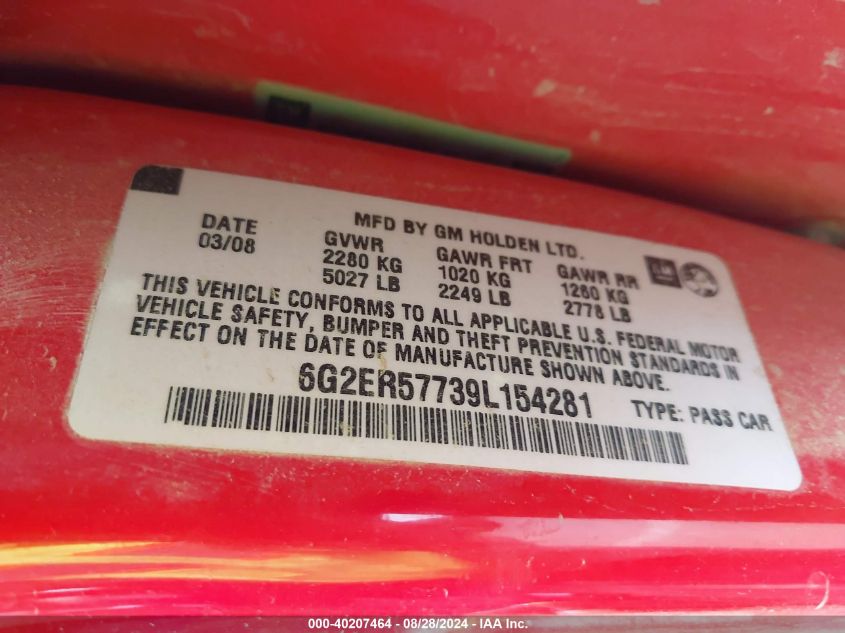 MFD BY GM HOLDEN LTD.
DATE GVWR GAWR FRT GAWR RR
03/08 2280 KG 1020 KG 1280 KG
5027 LB 2249 LB 2778 LB
GM
THIS VEHICLE CONFORMS TO ALL APPLICABLE U.S. FEDERAL MOTOR
VEHICLE SAFETY, BUMPER AND THEFT PREVENTION STANDARDS IN
EFFECT ON THE DATE OF MANUFACTURE SHOWN ABOVE.
6G2ER57739L154281 TYPE: PASS CAR
000-40207464 - 08/28/2024 - IAA Inc.